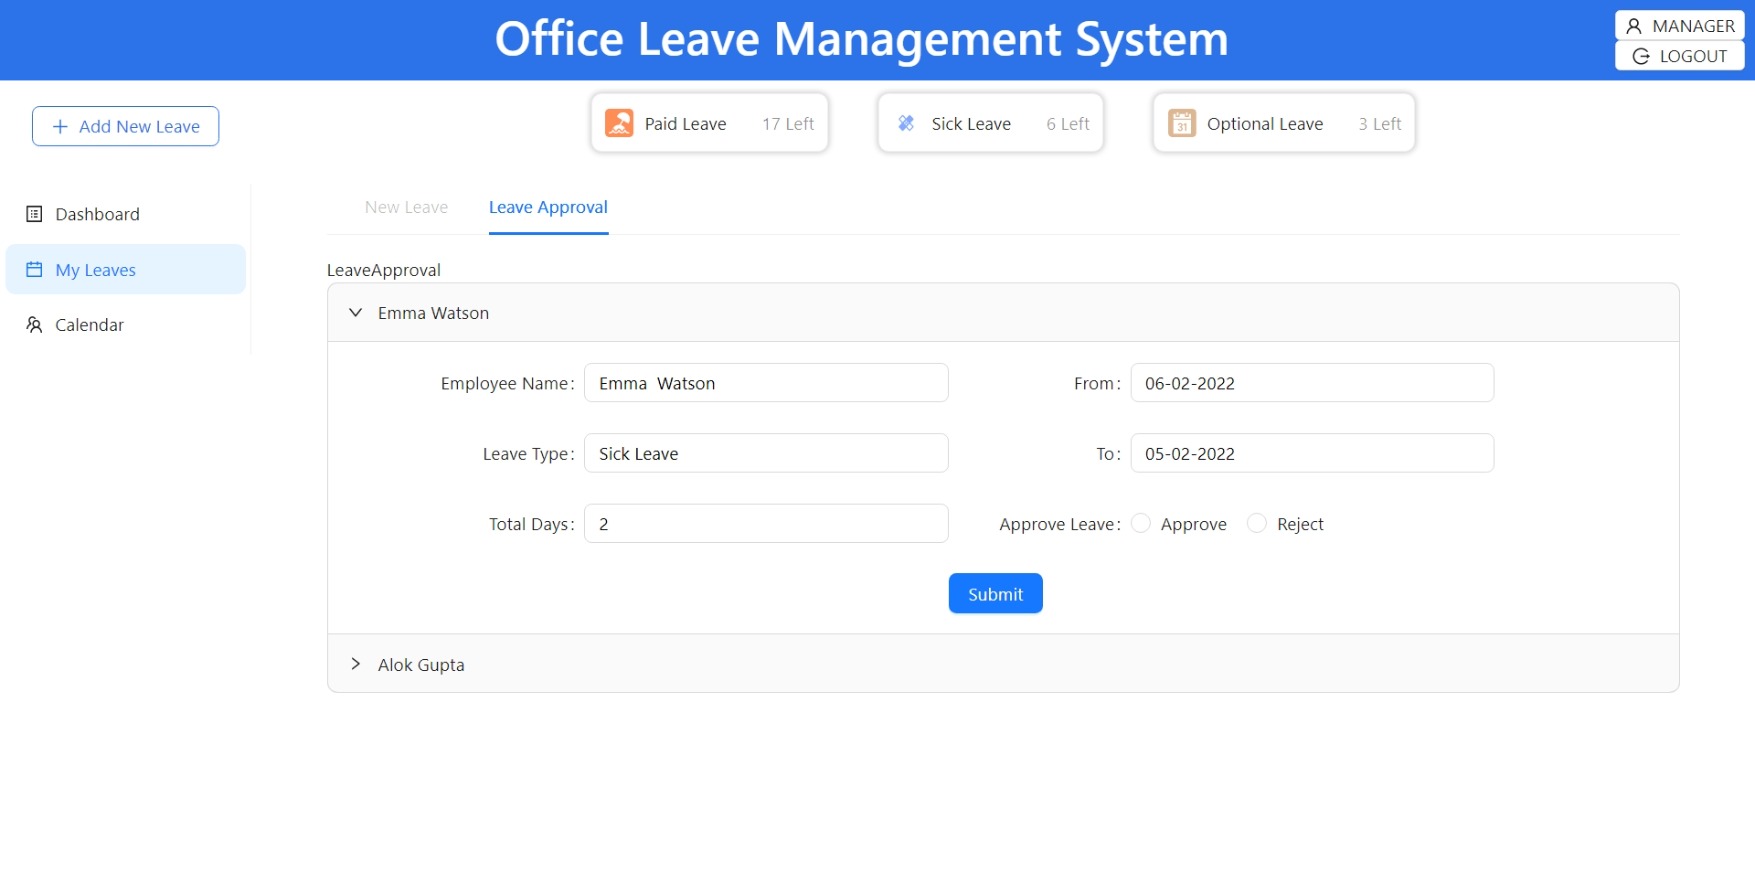 Office Leave Management System
MANAGER
LOGOUT
Add New Leave
Paid Leave 17 Left
Sick Leave 6 Left
31 Optional Leave 3 Left
Dashboard
My Leaves
Calendar
New Leave Leave Approval
LeaveApproval
Emma Watson
Employee Name: Emma  Watson From: 06-02-2022
Leave Type: Sick Leave To: 05-02-2022
Total Days: 2 Approve Leave: Approve Reject
Submit
Alok Gupta